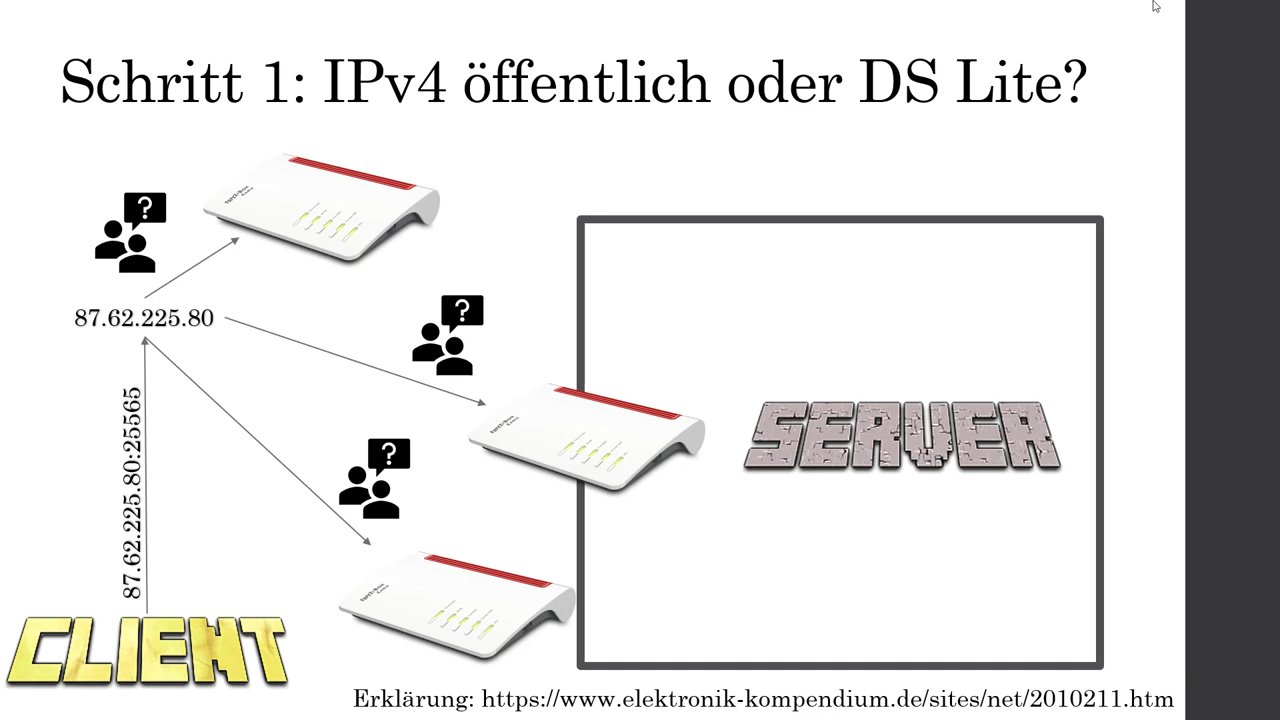 Schritt 1: IPv4 öffentlich oder DS Lite?
?
87.62.225.80
?
SERVER
87.62.225.80:25565
?
CLIENT
Erklärung: https://www.elektronik-kompendium.de/sites/net/2010211.htm